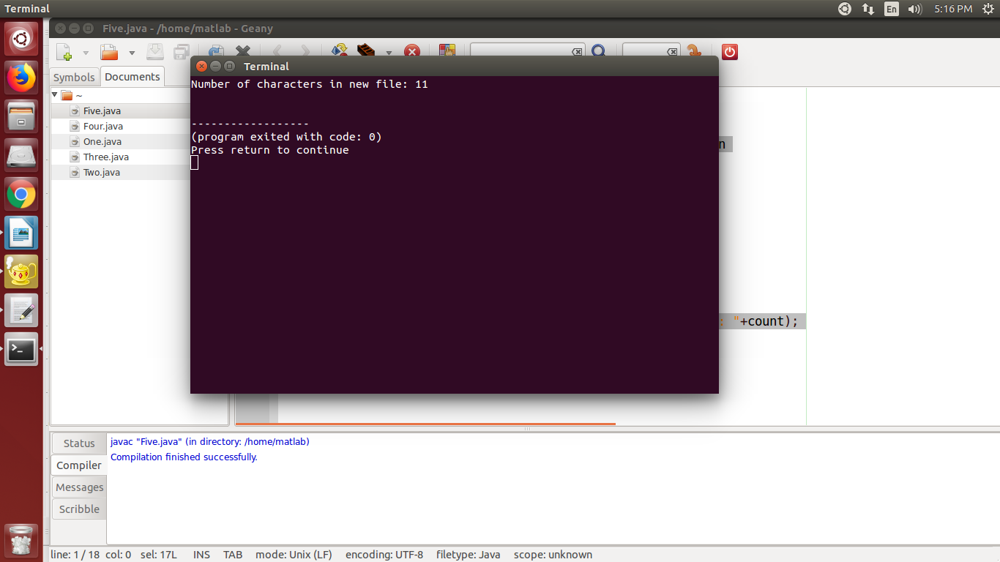 Terminal
En
5:16 PM
Five.java - /home/matlab - Geany
Symbols
Documents
~
Five.java
Four.java
One.java
Three.java
Two.java
Terminal
Number of characters in new file: 11
------------------
(program exited with code: 0)
Press return to continue
n
: "+count);
Status
Compiler
Messages
Scribble
javac "Five.java" (in directory: /home/matlab)
Compilation finished successfully.
line: 1 / 18 col: 0 sel: 17L INS TAB mode: Unix (LF) encoding: UTF-8 filetype: Java scope: unknown